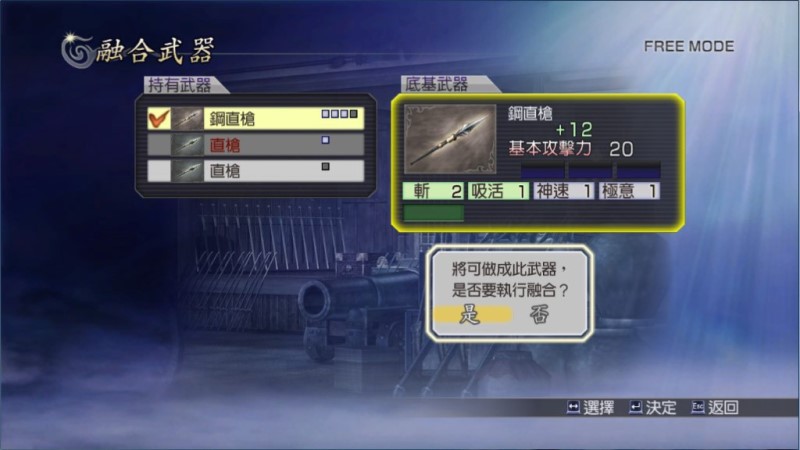 融合武器
FREE MODE
持有武器
底基武器
鋼直槍
直槍
直槍
鋼直槍
+12
基本攻擊力 20
斬 2 吸活 1 神速 1 極意 1
將可做成此武器，
是否要執行融合？
是 否
選擇 決定 Esc 返回